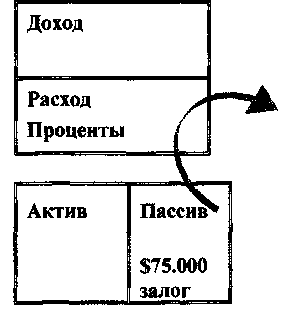 Доход
Расход
Проценты
Актив
Пассив
$75.000
залог